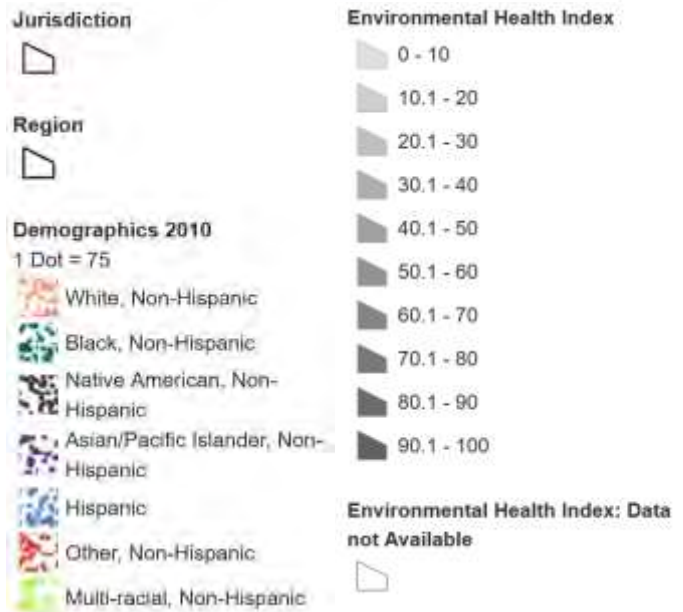 Jurisdiction
Region
Demographics 2010
1 Dot = 75
White, Non-Hispanic
Black, Non-Hispanic
Native American, Non-
Hispanic
Asian/Pacific Islander, Non-
Hispanic
Hispanic
Other, Non-Hispanic
Multi-racial, Non-Hispanic
Environmental Health Index
0 - 10
10.1 - 20
20.1 - 30
30.1 - 40
40.1 - 50
50.1 - 60
60.1 - 70
70.1 - 80
80.1 - 90
90.1 - 100
Environmental Health Index: Data
not Available